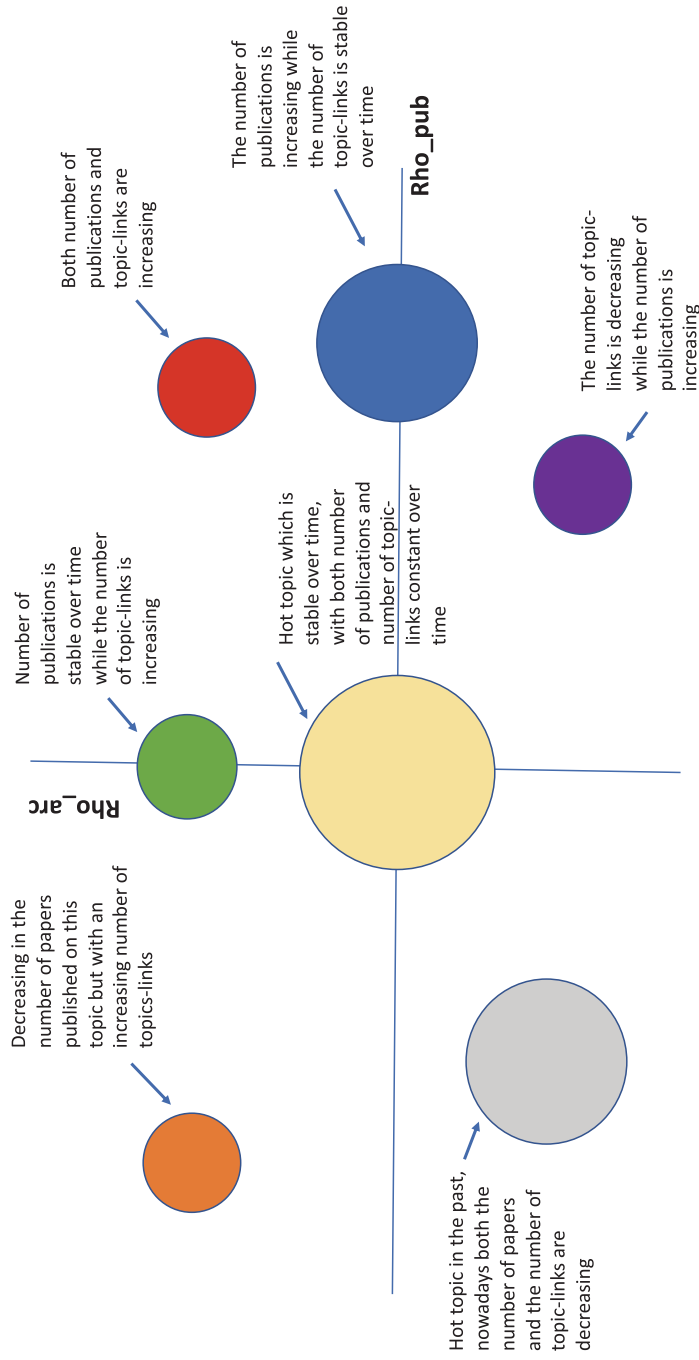 Decreasing in the
number of papers
published on this
topic but with an
increasing number of
topics-links
Rho_arc
Number of
publications is
stable over time
while the number
of topic-links is
increasing
Both number of
publications and
topic-links are
increasing
The number of
publications is
increasing while
the number of
topic-links is stable
over time
Rho_pub
Hot topic which is
stable over time,
with both number
of publications and
number of topic-
links constant over
time
Hot topic in the past,
nowadays both the
number of papers
and the number of
topic-links are
decreasing
The number of topic-
links is decreasing
while the number of
publications is
increasing